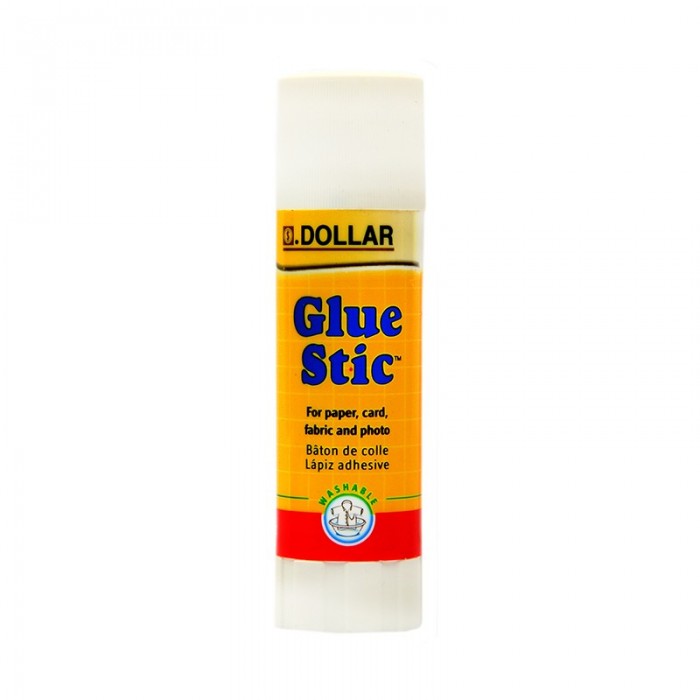 .DOLLAR
Glue
Stic™
For paper, card,
fabric and photo
Bâton de colle
Lápiz adhesive
WASHABLE